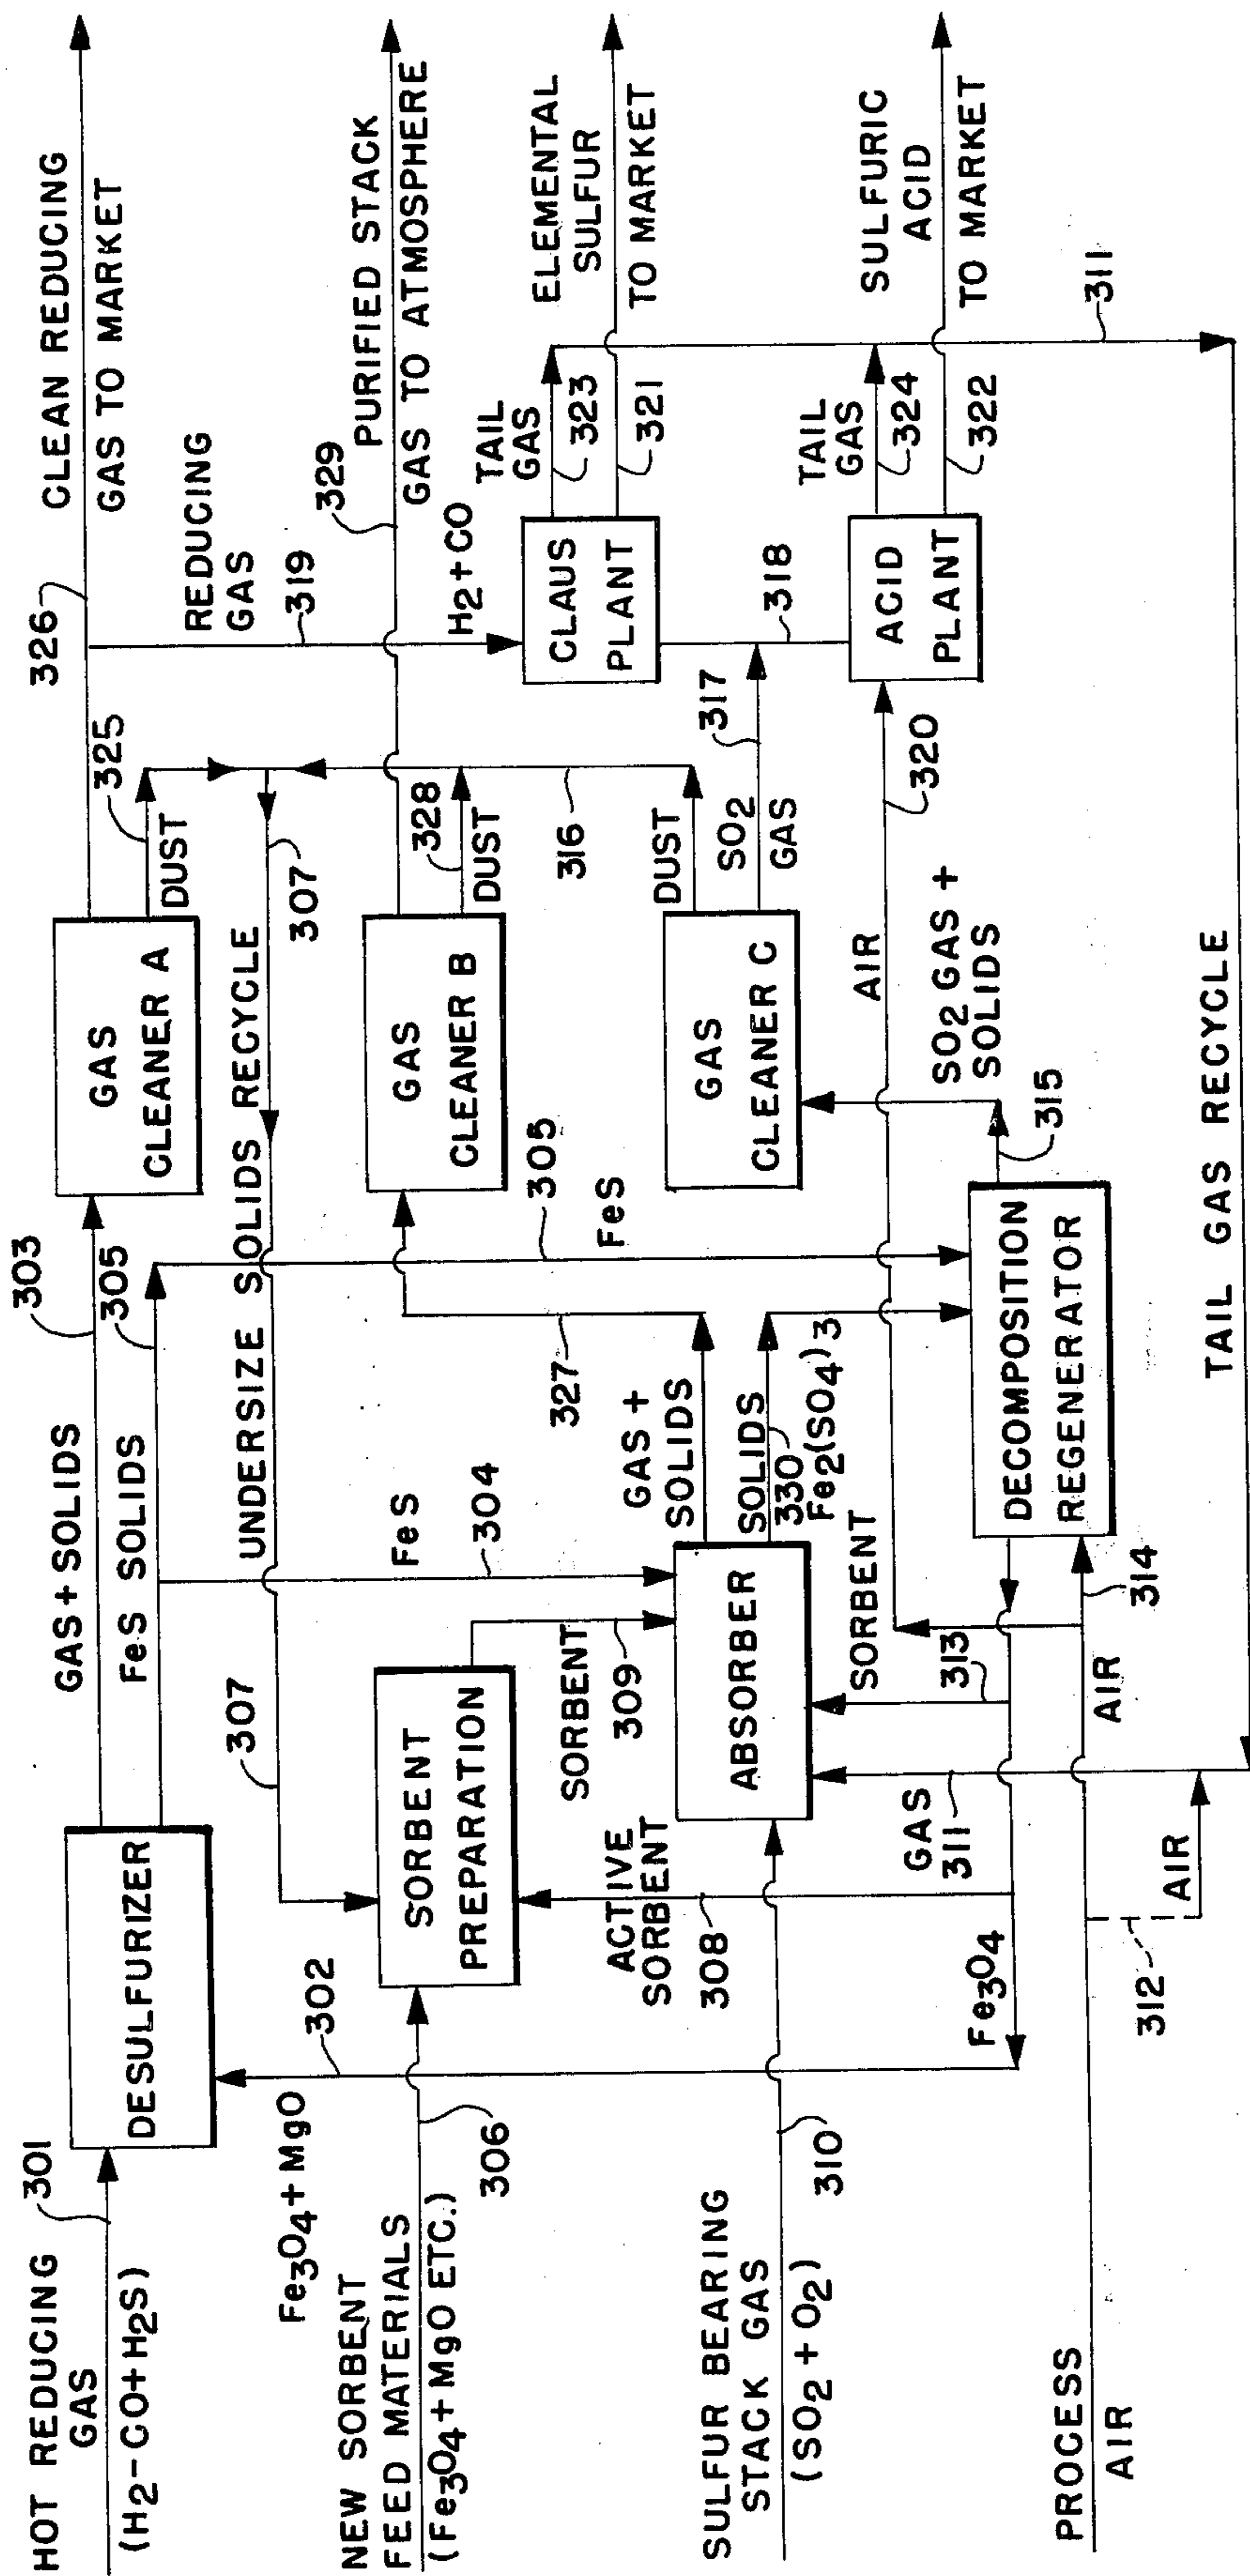 HOT REDUCING
GAS
(H2-CO+H2S)
301
DESULFURIZER
GAS+SOLIDS
303
FeS SOLIDS
305
GAS
CLEANER A
325
DUST
326
CLEAN REDUCING
GAS TO MARKET
REDUCING
GAS
319
H2+CO
Fe3O4+MgO
302
307
UNDERSIZE SOLIDS RECYCLE
307
NEW SORBENT
FEED MATERIALS
(Fe3O4+MgO ETC.)
306
SORBENT
PREPARATION
FeS
304
SORBENT
309
GAS
CLEANER B
328
DUST
329
PURIFIED STACK
GAS TO ATMOSPHERE
305
FeS
327
316
CLAUS
PLANT
TAIL
GAS
323
321
ELEMENTAL
SULFUR
TO MARKET
SULFUR BEARING
STACK GAS
(SO2 + O2)
310
ACTIVE
SORBENT
308
ABSORBER
GAS +
SOLIDS
SOLIDS
330
Fe2(SO4)3
GAS
CLEANER C
DUST
SO2
GAS
317
318
ACID
PLANT
TAIL
GAS
324
322
SULFURIC
ACID
TO MARKET
GAS
311
SORBENT
313
AIR
320
SO2 GAS +
SOLIDS
315
DECOMPOSITION
REGENERATOR
Fe3O4
PROCESS
AIR
AIR
314
312
AIR
TAIL GAS RECYCLE
311